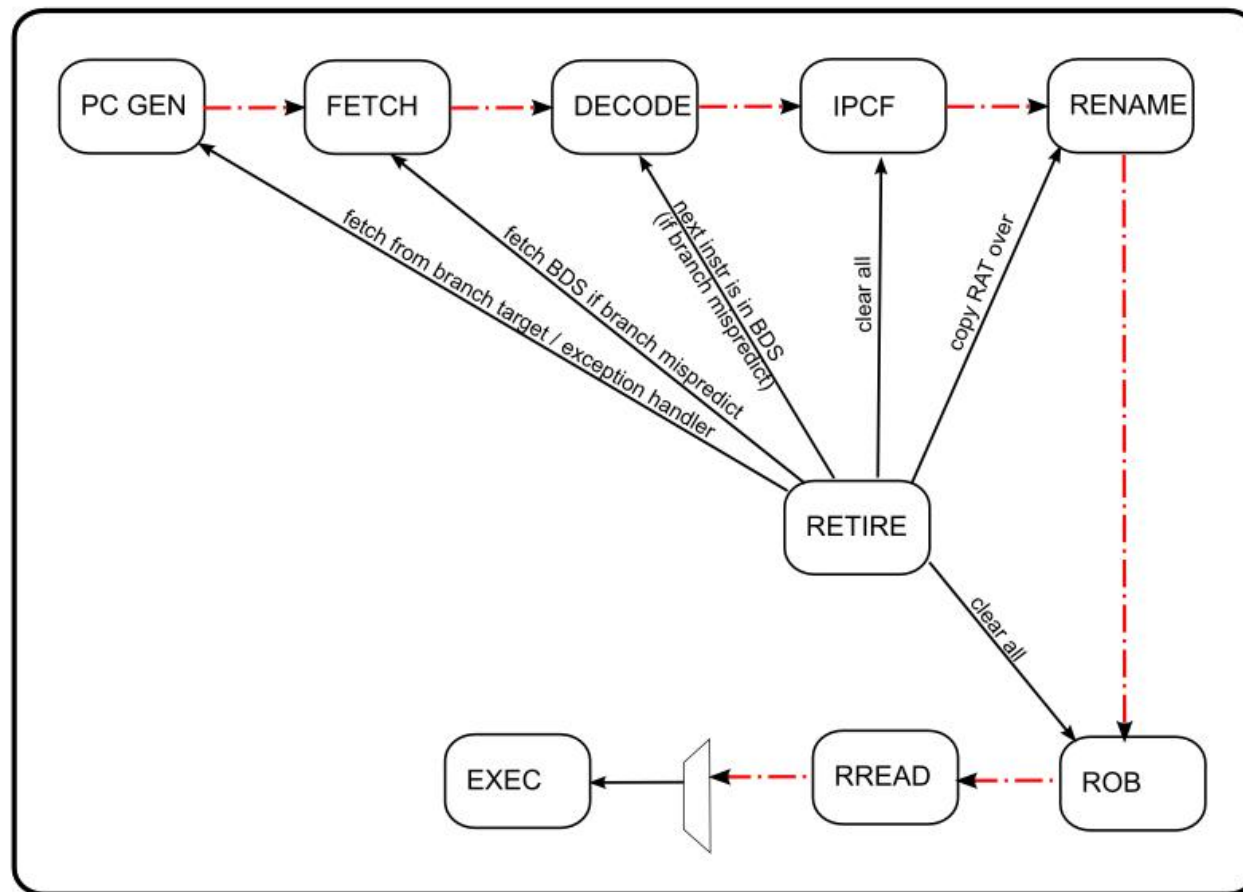 PC GEN
FETCH
DECODE
IPCF
RENAME
fetch from branch target / exception handler
fetch BDS if branch mispredict
next instr is in BDS
(if branch mispredict)
clear all
copy RAT over
RETIRE
clear all
EXEC
RREAD
ROB